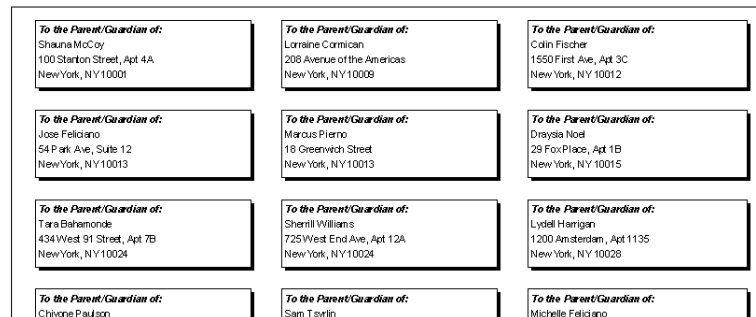 To the Parent/Guardian of:
Shauna McCoy
100 Stanton Street, Apt 4A
New York, NY 10001
To the Parent/Guardian of:
Lorraine Cormican
208 Avenue of the Americas
New York, NY 10009
To the Parent/Guardian of:
Colin Fischer
1550 First Ave, Apt 3C
New York, NY 10012
To the Parent/Guardian of:
Jose Feliciano
54 Park Ave, Suite 12
New York, NY 10013
To the Parent/Guardian of:
Marcus Pierno
18 Greenwich Street
New York, NY 10013
To the Parent/Guardian of:
Draysia Noel
29 Fox Place, Apt 1B
New York, NY 10015
To the Parent/Guardian of:
Tara Bahamonde
434 West 91 Street, Apt 7B
New York, NY 10024
To the Parent/Guardian of:
Sherrill Williams
725 West End Ave, Apt 12A
New York, NY 10024
To the Parent/Guardian of:
Lydell Harrigan
1200 Amsterdam, Apt 1135
New York, NY 10028
To the Parent/Guardian of:
Chivone Paulson
To the Parent/Guardian of:
Sam Tsyrlin
To the Parent/Guardian of:
Michelle Feliciano